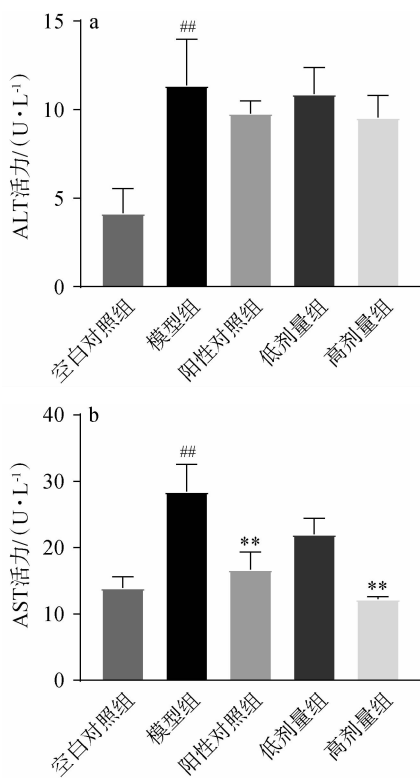 a
##
ALT活力/(U·L⁻¹)
15
10
5
0
空白对照组
模型组
阳性对照组
低剂量组
高剂量组
b
##
**
**
AST活力/(U·L⁻¹)
40
30
20
10
0
空白对照组
模型组
阳性对照组
低剂量组
高剂量组